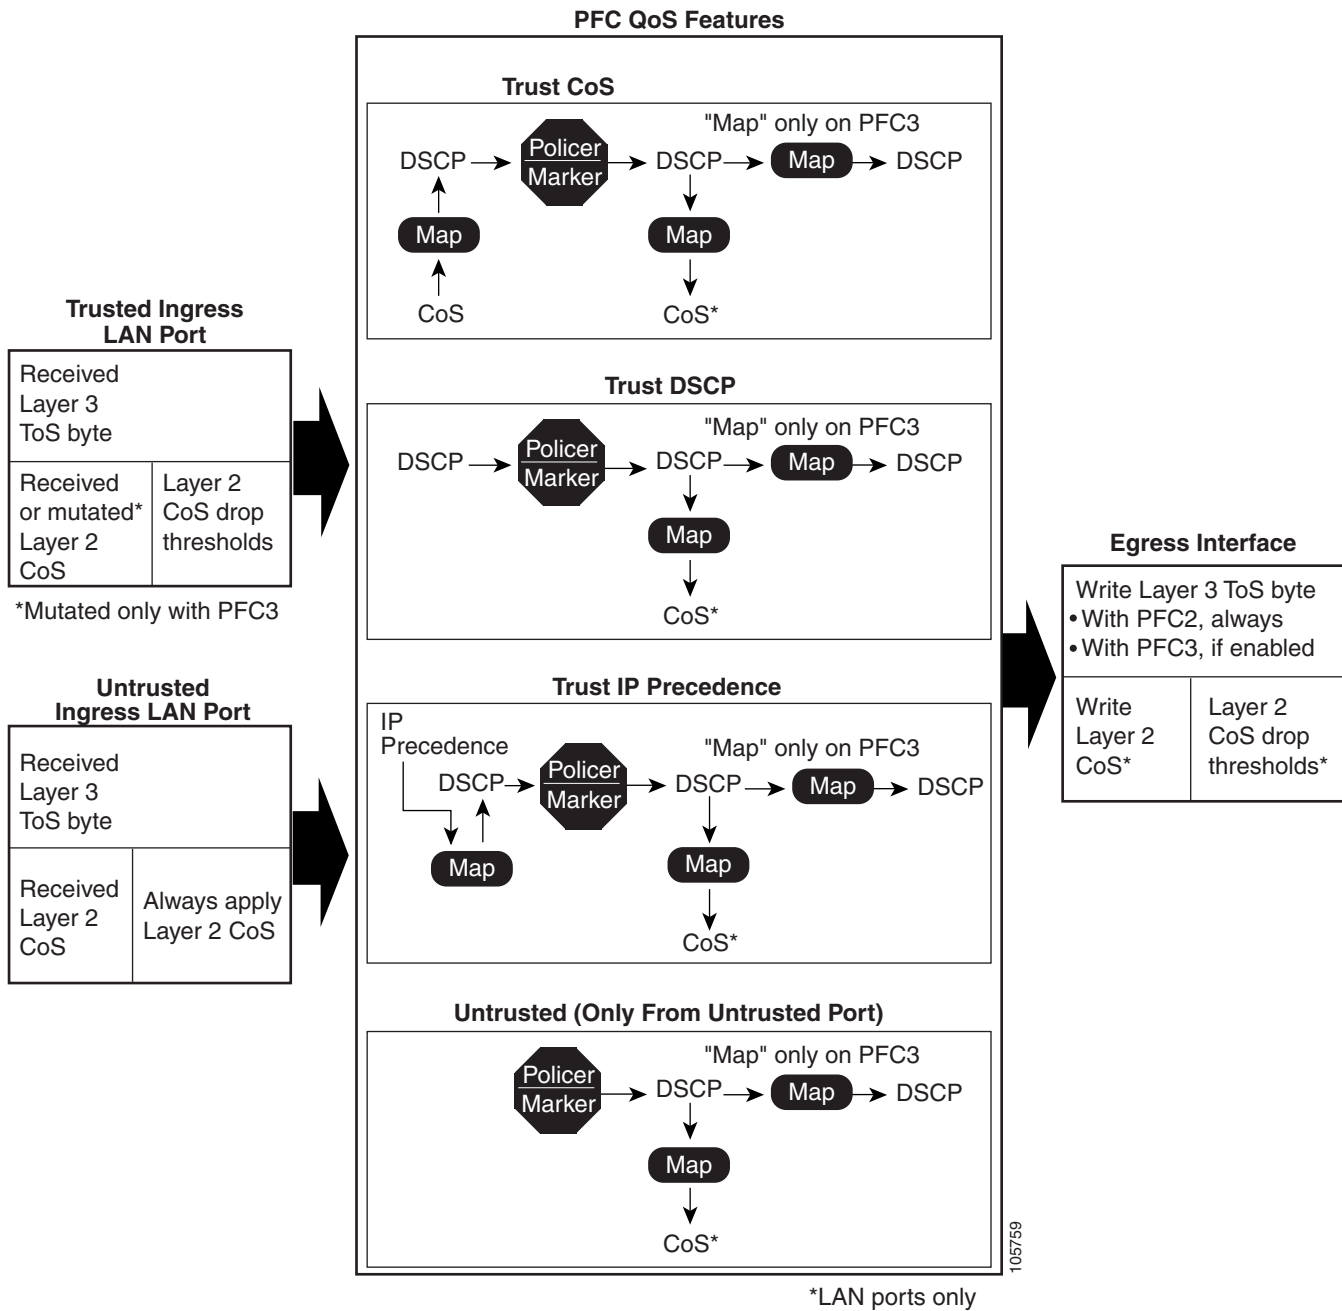 PFC QoS Features
Trust CoS
"Map" only on PFC3
DSCP
Policer
Marker
DSCP
Map
DSCP
Map
Map
CoS
CoS*
Trusted Ingress
LAN Port
Received
Layer 3
ToS byte
Received
or mutated*
Layer 2
CoS
Layer 2
CoS drop
thresholds
*Mutated only with PFC3
Trust DSCP
"Map" only on PFC3
DSCP
Policer
Marker
DSCP
Map
DSCP
Map
CoS*
Untrusted
Ingress LAN Port
Received
Layer 3
ToS byte
Received
Layer 2
CoS
Always apply
Layer 2 CoS
Trust IP Precedence
IP
Precedence
"Map" only on PFC3
DSCP
Policer
Marker
DSCP
Map
DSCP
Map
Map
CoS*
Untrusted (Only From Untrusted Port)
"Map" only on PFC3
Policer
Marker
DSCP
Map
DSCP
Map
CoS*
Egress Interface
Write Layer 3 ToS byte
• With PFC2, always
• With PFC3, if enabled
Write
Layer 2
CoS*
Layer 2
CoS drop
thresholds*
105759
*LAN ports only